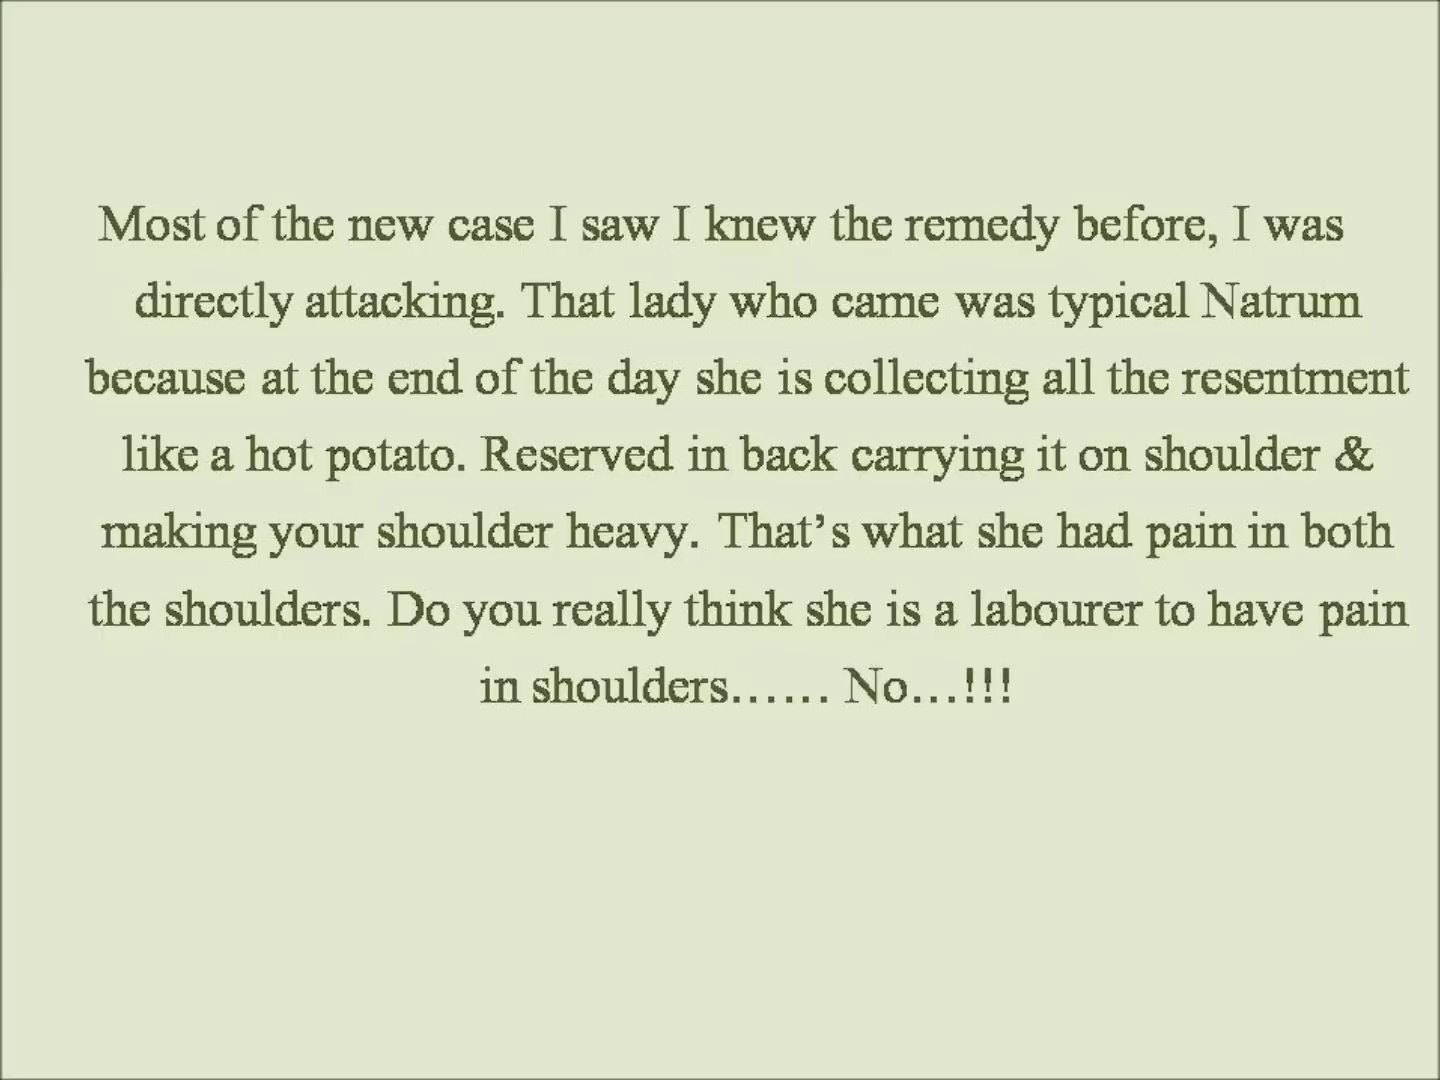 Most of the new case I saw I knew the remedy before, I was
directly attacking. That lady who came was typical Natrum
because at the end of the day she is collecting all the resentment
like a hot potato. Reserved in back carrying it on shoulder &
making your shoulder heavy. That’s what she had pain in both
the shoulders. Do you really think she is a labourer to have pain
in shoulders…… No…!!!